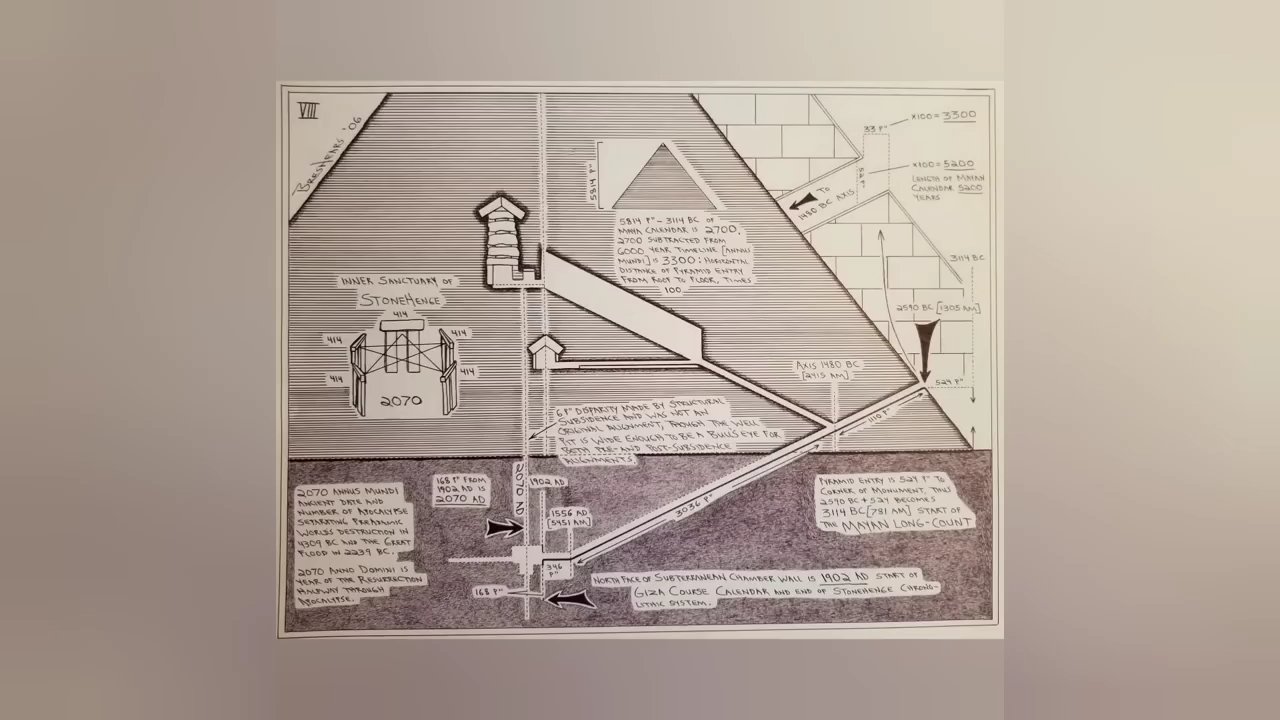 VIII
BRESHEARS '06
33 P"
X100 = 3300
52 P"
X100 = 5200
LENGTH OF MAYAN
CALENDAR 5200
YEARS
TO
1480 BC AXIS
5814 P"
5814 P" – 3114 BC OF
MAYA CALENDAR IS 2700.
2700 SUBTRACTED FROM
6000 YEAR TIMELINE [ANNUS
MUNDI] IS 3300: HORIZONTAL
DISTANCE OF PYRAMID ENTRY
FROM ROOF TO FLOOR, TIMES
100.
3114 BC
2590 BC [1305 AM]
524 P"
INNER SANCTUARY OF
STONEHENGE
414
414
414
414
414
2070
AXIS 1480 BC
[2415 AM]
1110 P"
6 P" DISPARITY MADE BY STRUCTURAL
SUBSIDENCE AND WAS NOT AN
ORIGINAL ALIGNMENT, THOUGH THE WELL
PIT IS WIDE ENOUGH TO BE A BULL'S EYE FOR
BOTH PRE- AND POST-SUBSIDENCE
ALIGNMENTS
3036 P"
2070 ANNUS MUNDI
ANCIENT DATE AND
NUMBER OF APOCALYPSE
SEPARATING PREADAMIC
WORLD'S DESTRUCTION IN
4309 BC AND THE GREAT
FLOOD IN 2239 BC.
2070 ANNO DOMINI IS
YEAR OF THE RESURRECTION
HALFWAY THROUGH
APOCALYPSE.
168 P" FROM
1902 AD IS
2070 AD
2070 AD
1902 AD
1556 AD
[5451 AM]
346
P"
168 P"
PYRAMID ENTRY IS 524 P" TO
CORNER OF MONUMENT, THUS
2590 BC + 524 BECOMES
3114 BC [781 AM] START OF
THE MAYAN LONG-COUNT
NORTH FACE OF SUBTERRANEAN CHAMBER WALL IS 1902 AD START OF
GIZA COURSE CALENDAR AND END OF STONEHENGE CHRONO-
LITHIC SYSTEM.